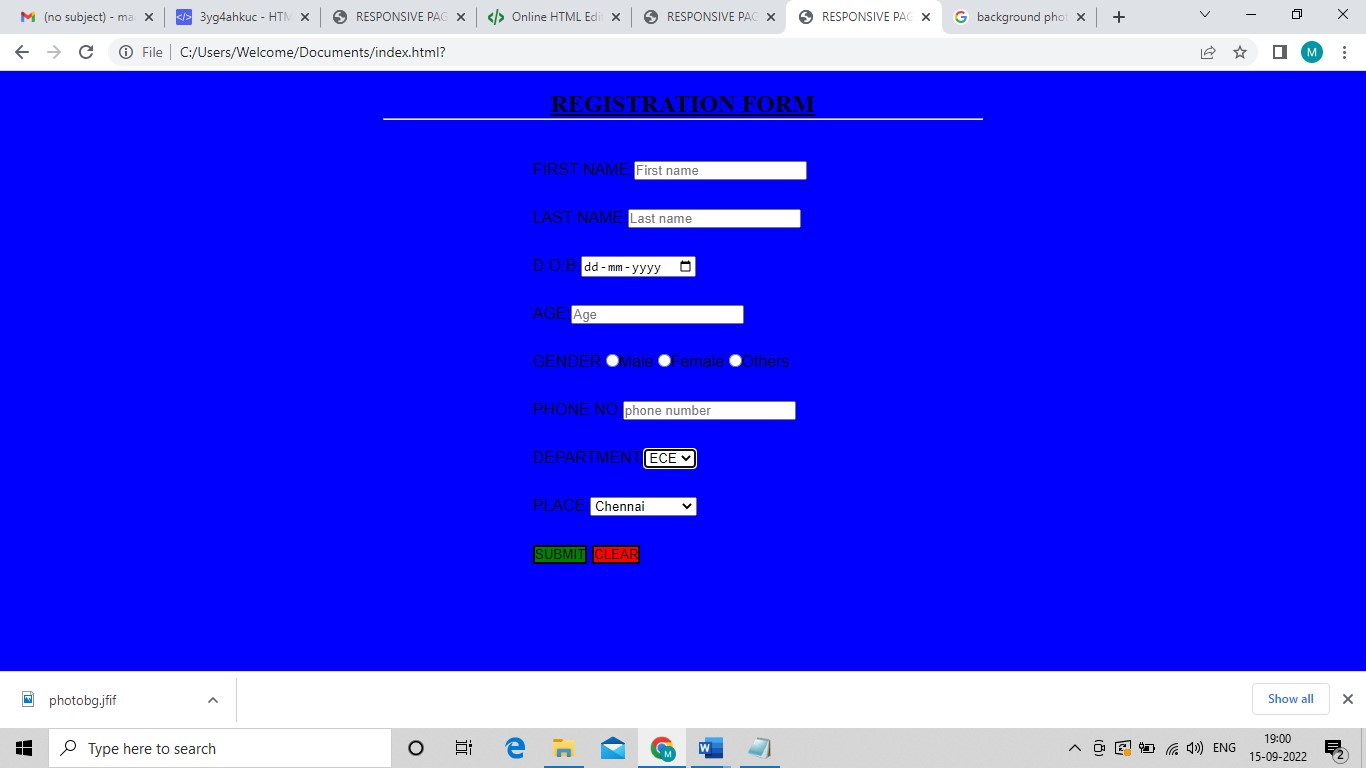 (no subject) - ma
3yg4ahkuc - HTM
RESPONSIVE PAG
Online HTML Edi
RESPONSIVE PAG
RESPONSIVE PAG
background phot
File
C:/Users/Welcome/Documents/index.html?
M
REGISTRATION FORM
FIRST NAME First name
LAST NAME Last name
D.O.B dd-mm-yyyy
AGE Age
GENDER Male Female Others
PHONE NO phone number
DEPARTMENT ECE
PLACE Chennai
SUBMIT CLEAR
photobg.jfif
Show all
Type here to search
ENG
19:00
15-09-2022
2